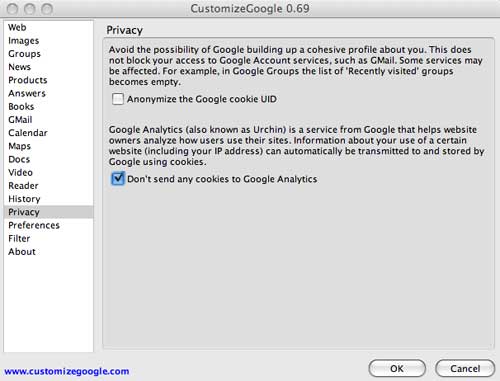 CustomizeGoogle 0.69
Web
Images
Groups
News
Products
Answers
Books
GMail
Calendar
Maps
Docs
Video
Reader
History
Privacy
Preferences
Filter
About
Privacy
Avoid the possibility of Google building up a cohesive profile about you. This does
not block your access to Google Account services, such as GMail. Some services may
be affected. For example, in Google Groups the list of 'Recently visited' groups
becomes empty.
Anonymize the Google cookie UID
Google Analytics (also known as Urchin) is a service from Google that helps website
owners analyze how users use their sites. Information about your use of a certain
website (including your IP address) can automatically be transmitted to and stored by
Google using cookies.
Don't send any cookies to Google Analytics
www.customizegoogle.com
OK
Cancel